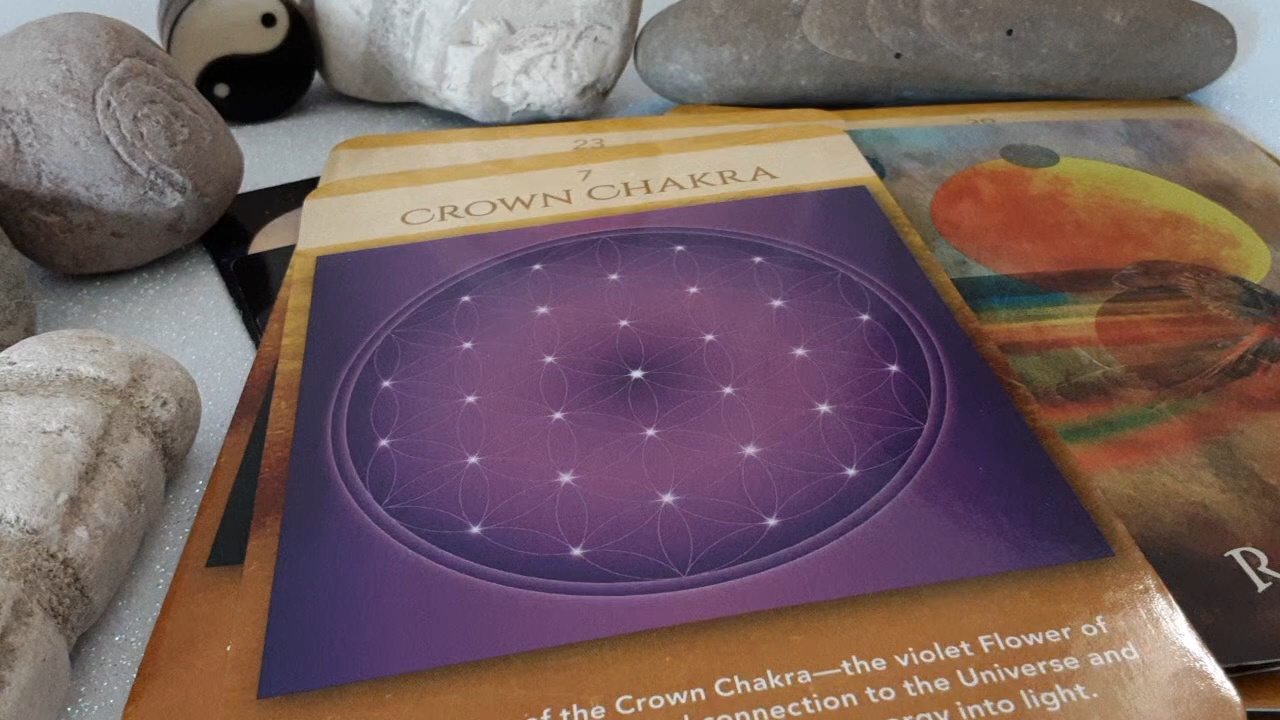 23
7
CROWN CHAKRA
R
of the Crown Chakra—the violet Flower of
connection to the Universe and
energy into light.